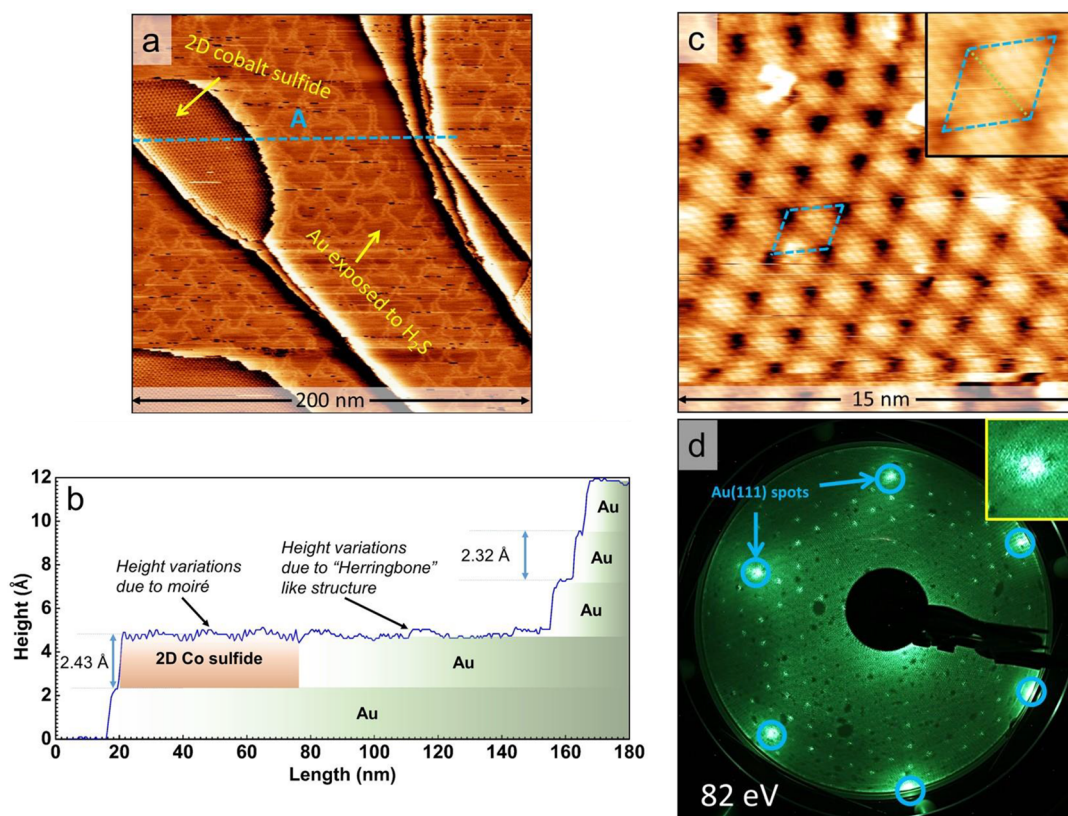 a
2D cobalt sulfide
A
Au exposed to H₂S
200 nm
b
12
10
8
6
4
2
0
Height (Å)
Height variations
due to moiré
Height variations
due to "Herringbone"
like structure
2.43 Å
2.32 Å
2D Co sulfide
Au
Au
Au
Au
Au
0
20
40
60
80
100
120
140
160
180
Length (nm)
c
15 nm
d
Au(111) spots
82 eV